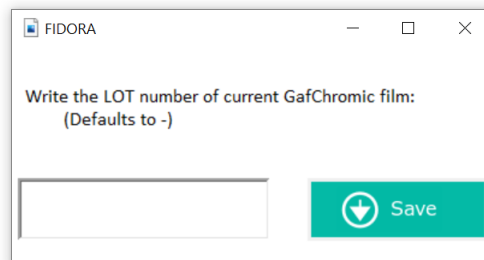 FIDORA
Write the LOT number of current GafChromic film:
(Defaults to -)
Save